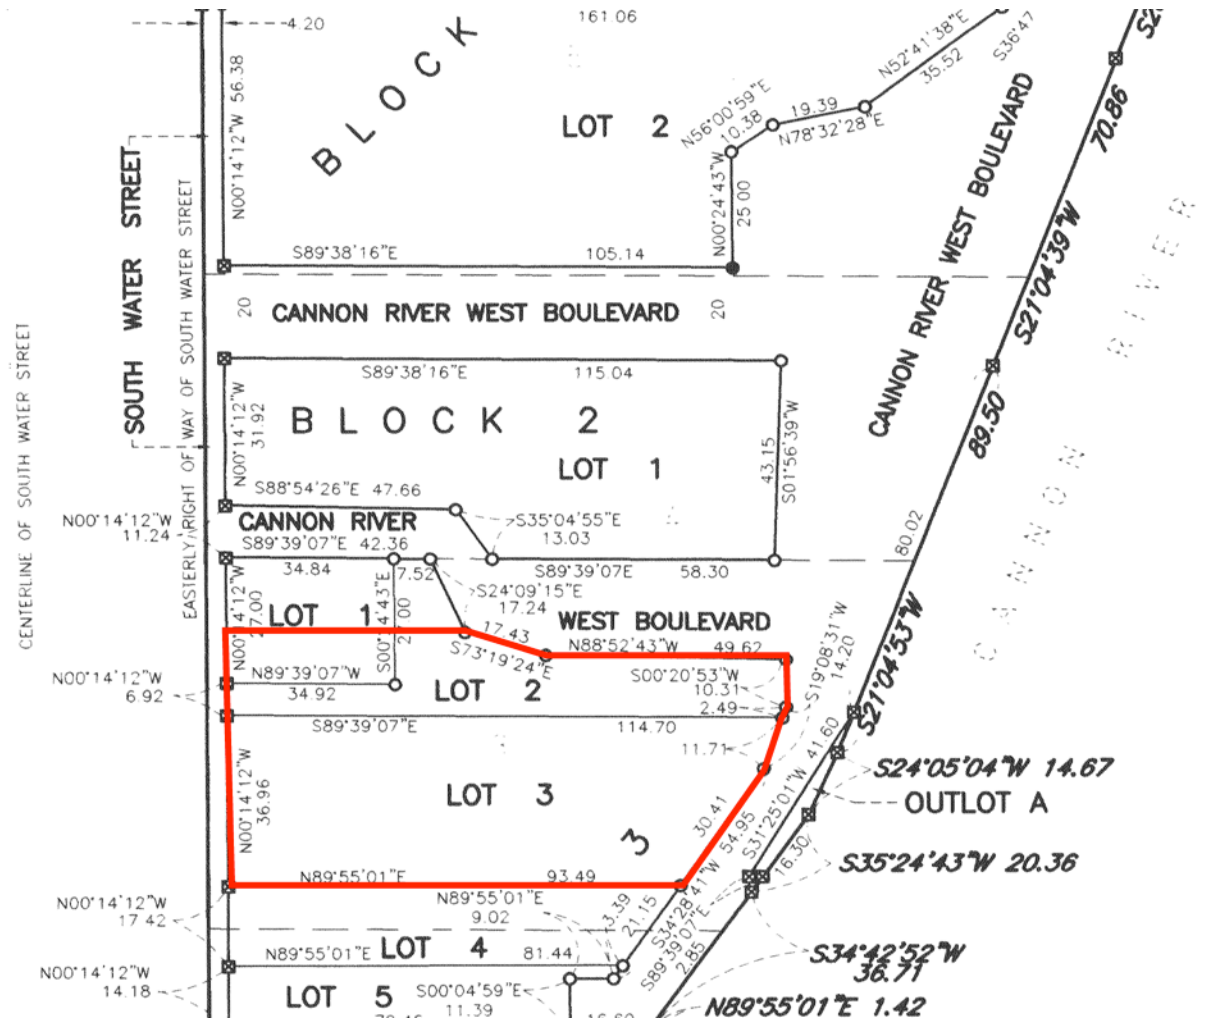 161.06
4.20
BLOCK
N00°14'12"W 56.38
LOT 2
N52°41'38"E
35.52
S36°47
N56°00'59"E
10.38
19.39
N78°32'28"E
N00°24'43"W
25.00
70.86
CANNON RIVER WEST BOULEVARD
S21°04'39"W
89.50
CANNON RIVER
S89°38'16"E 105.14
20
CANNON RIVER WEST BOULEVARD
20
SOUTH WATER STREET
EASTERLY RIGHT OF WAY OF SOUTH WATER STREET
CENTERLINE OF SOUTH WATER STREET
S89°38'16"E 115.04
N00°14'12"W
31.92
BLOCK 2
LOT 1
43.15
S01°56'39"W
S88°54'26"E 47.66
N00°14'12"W
11.24
CANNON RIVER
S35°04'55"E
13.03
S89°39'07"E 42.36
34.84
7.52
S89°39'07E 58.30
80.02
S24°09'15"E
17.24
N00°14'12"W
27.00
LOT 1
27.00
WEST BOULEVARD
17.43
S73°19'24"E
N88°52'43"W 49.62
N00°14'12"W
6.92
N89°39'07"W
34.92
LOT 2
S00°20'53"W
10.31
2.49
S19°08'31"W
14.20
S21°04'53"W
S89°39'07"E 114.70
11.71
41.60
S31°25'01"W
S24°05'04"W 14.67
OUTLOT A
N00°14'12"W
36.96
LOT 3
3
30.41
54.95
S34°28'41"W
16.30
S35°24'43"W 20.36
N89°55'01"E 93.49
N00°14'12"W
17.42
N89°55'01"E
9.02
3.39
21.15
S89°39'07"E
2.85
LOT 4
N89°55'01"E 81.44
S34°42'52"W
36.71
N00°14'12"W
14.18
LOT 5
S00°04'59"E
11.39
N89°55'01"E 1.42